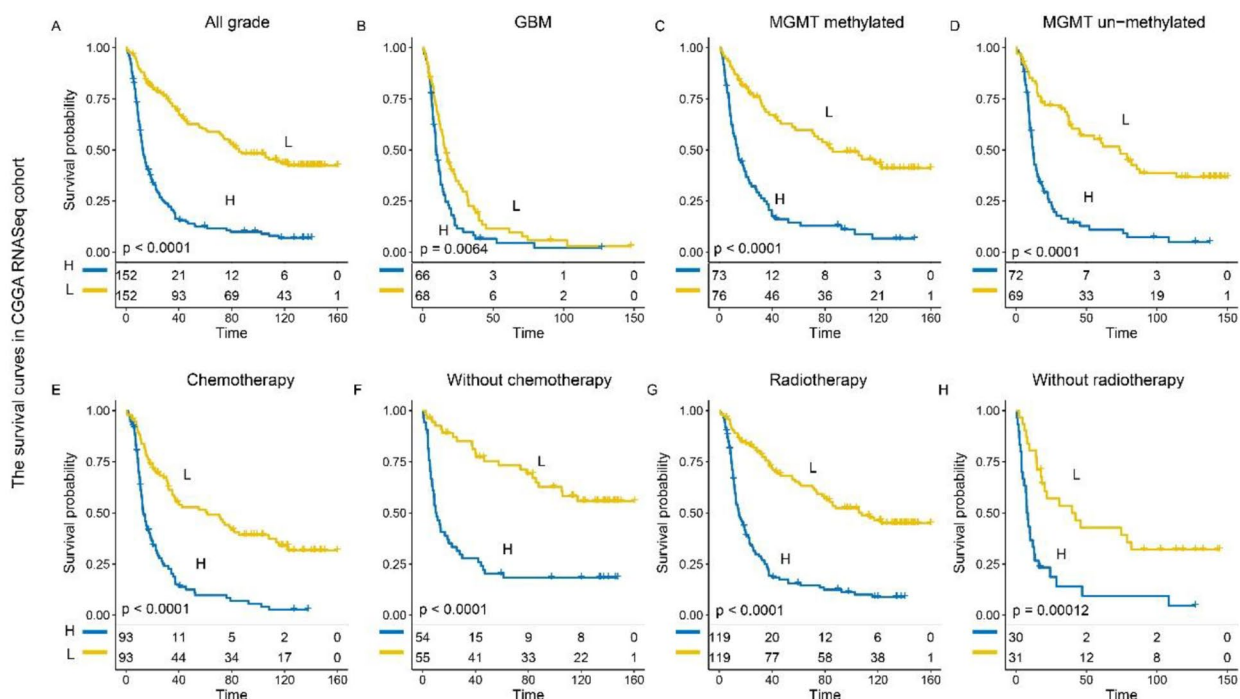 The survival curves in CGGA RNASeq cohort
A All grade
1.00
0.75
0.50
0.25
0.00
Survival probability
L
H
p < 0.0001
H 152 21 12 6 0
L 152 93 69 43 1
0 40 80 120 160
Time
B GBM
1.00
0.75
0.50
0.25
0.00
Survival probability
L
H
p = 0.0064
66 3 1 0
68 6 2 0
0 50 100 150
Time
C MGMT methylated
1.00
0.75
0.50
0.25
0.00
Survival probability
L
H
p < 0.0001
73 12 8 3 0
76 46 36 21 1
0 40 80 120 160
Time
D MGMT un-methylated
1.00
0.75
0.50
0.25
0.00
Survival probability
L
H
p < 0.0001
72 7 3 0
69 33 19 1
0 50 100 150
Time
E Chemotherapy
1.00
0.75
0.50
0.25
0.00
Survival probability
L
H
p < 0.0001
H 93 11 5 2 0
L 93 44 34 17 0
0 40 80 120 160
Time
F Without chemotherapy
1.00
0.75
0.50
0.25
0.00
Survival probability
L
H
p < 0.0001
54 15 9 8 0
55 41 33 22 1
0 40 80 120 160
Time
G Radiotherapy
1.00
0.75
0.50
0.25
0.00
Survival probability
L
H
p < 0.0001
119 20 12 6 0
119 77 58 38 1
0 40 80 120 160
Time
H Without radiotherapy
1.00
0.75
0.50
0.25
0.00
Survival probability
L
H
p = 0.00012
30 2 2 0
31 12 8 0
0 50 100 150
Time